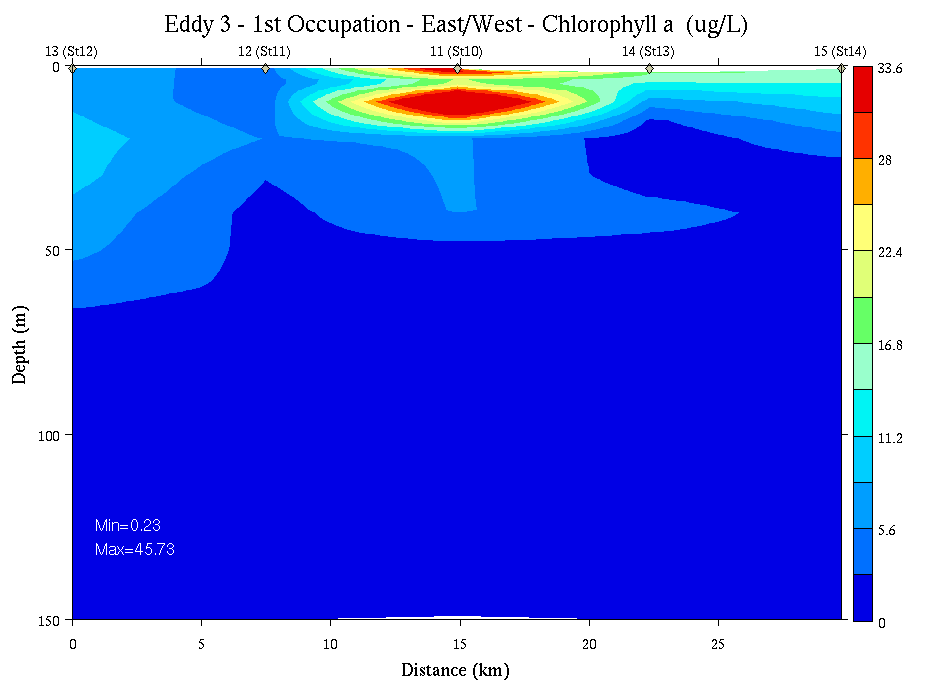 Eddy 3 - 1st Occupation - East/West - Chlorophyll a (ug/L)
13 (St12) 12 (St11) 11 (St10) 14 (St13) 15 (St14)
0
50
100
150
Depth (m)
Min=0.23
Max=45.73
0 5 10 15 20 25
Distance (km)
33.6
28
22.4
16.8
11.2
5.6
0